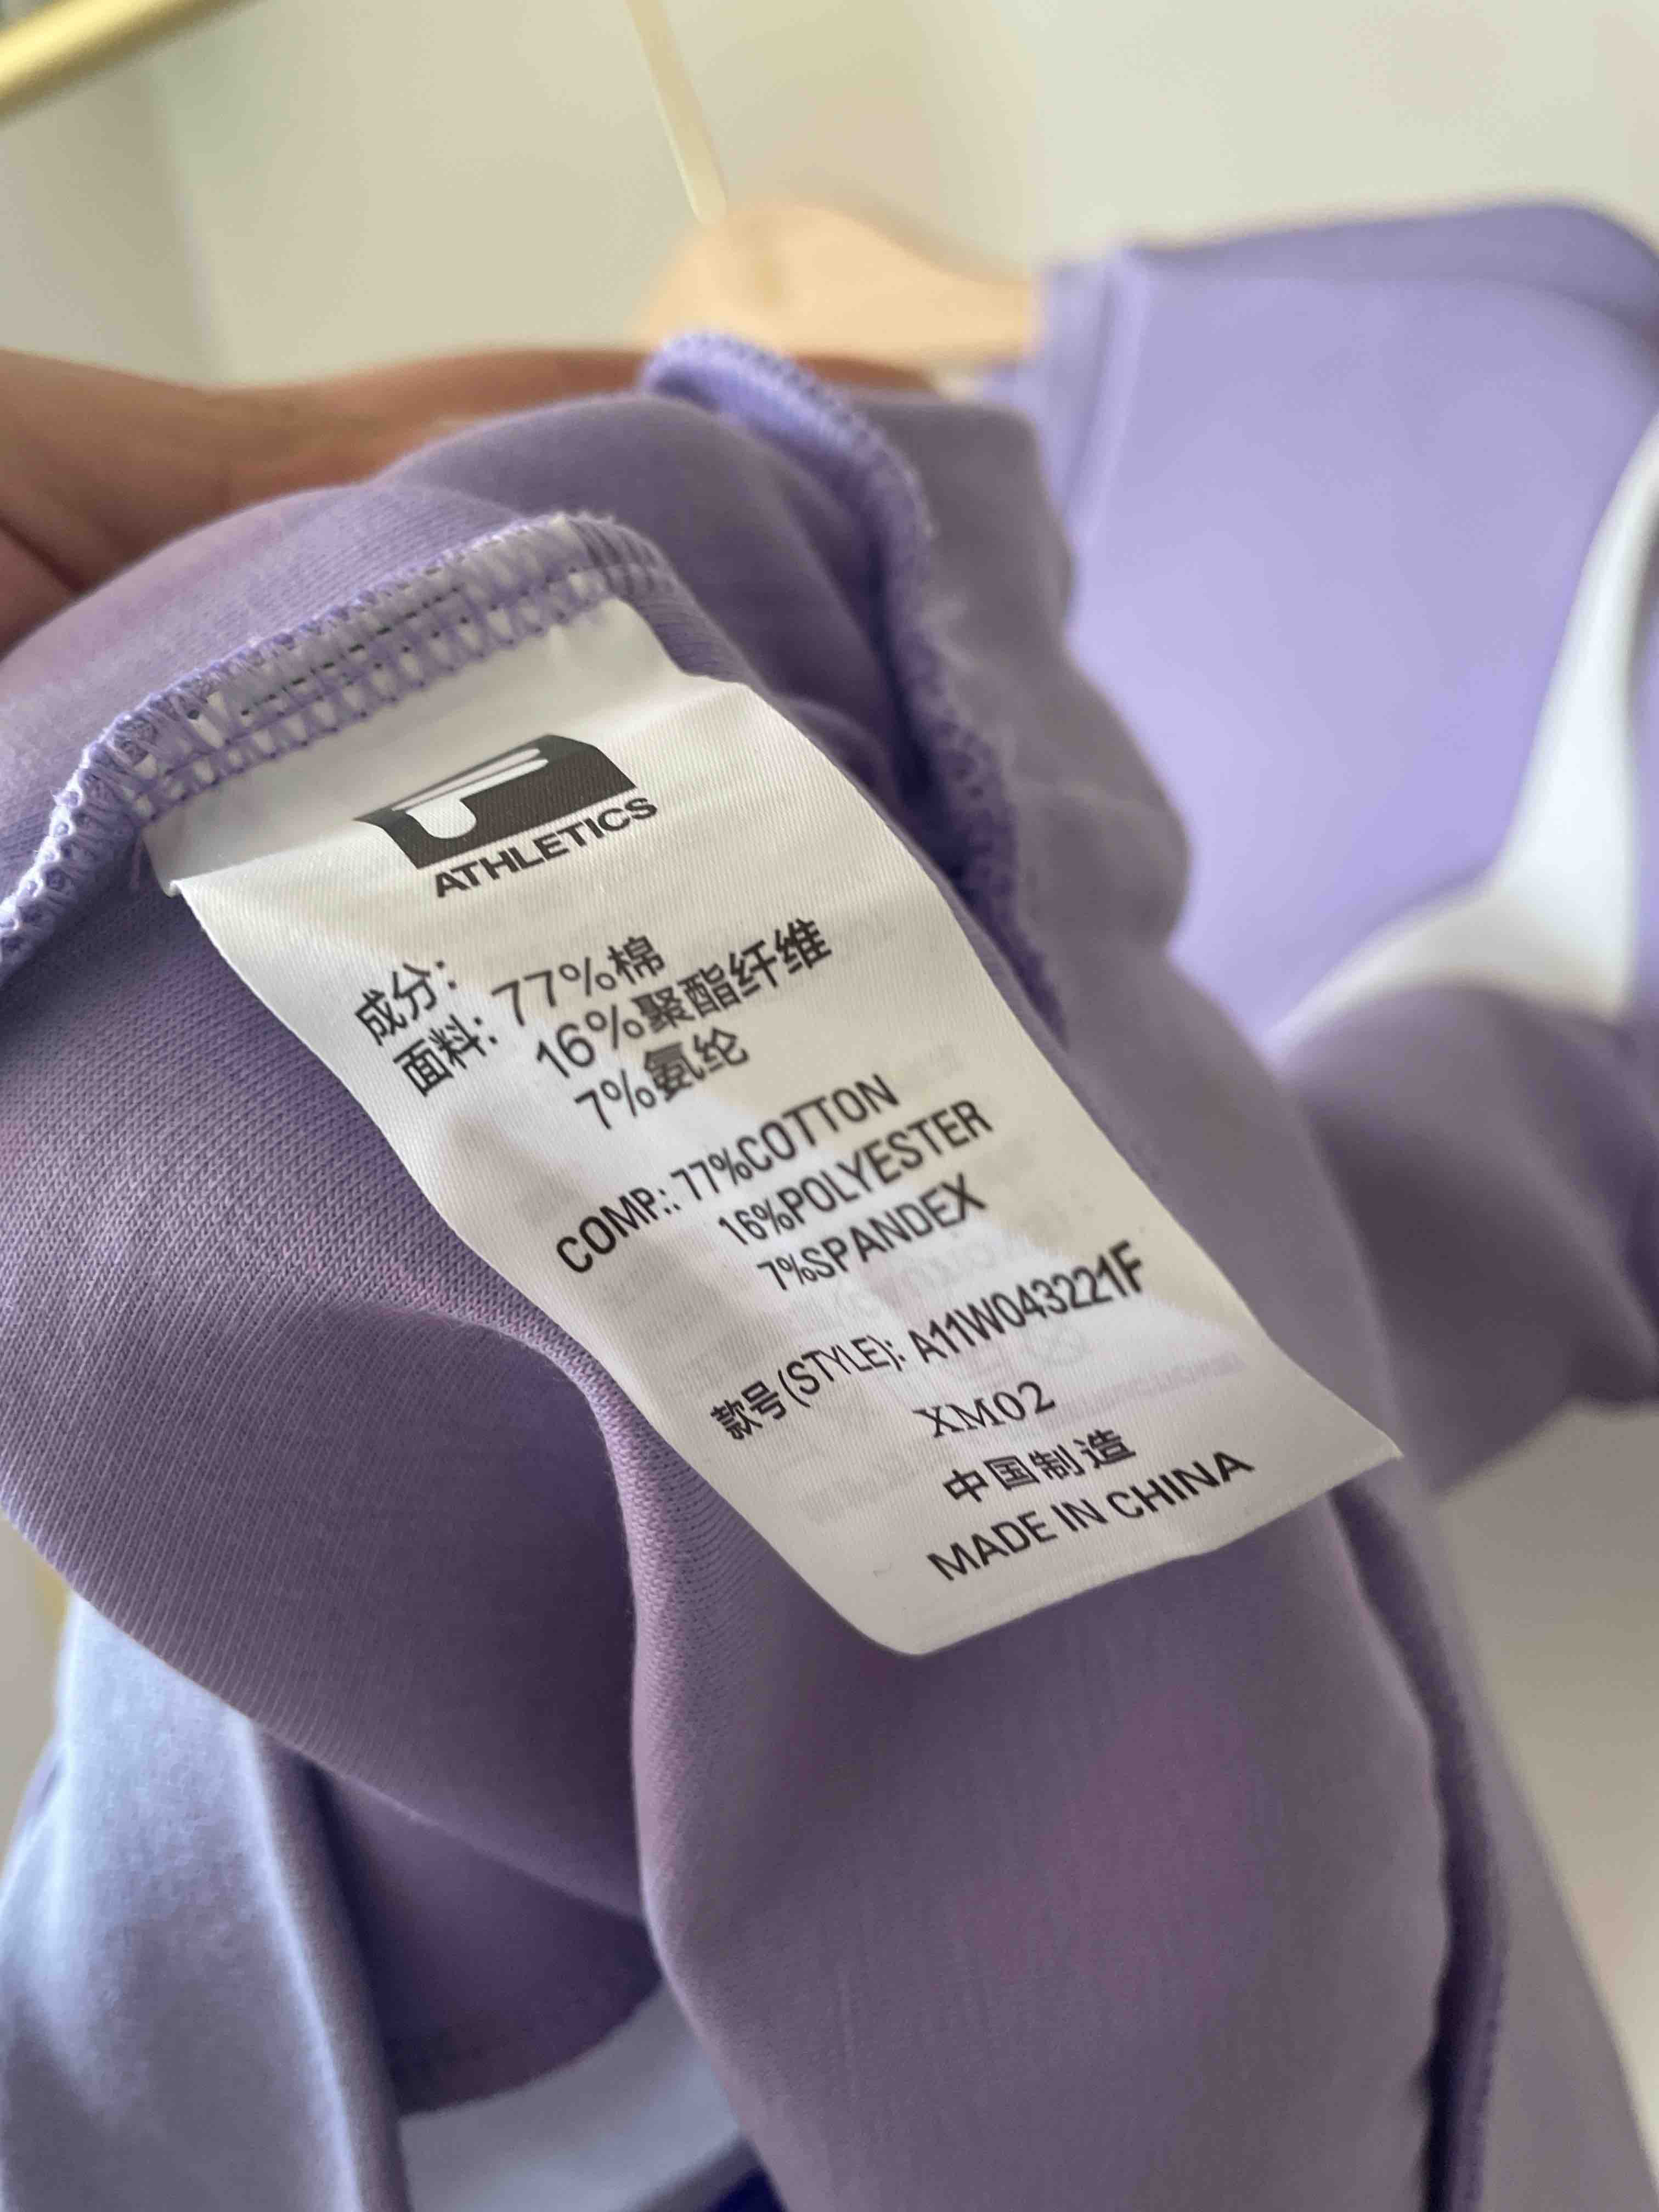 ATHLETICS
成分：
面料：77%棉
16%聚酯纤维
7%氨纶
COMP.: 77%COTTON
16%POLYESTER
7%SPANDEX
款号(STYLE): A11W043221F
XM02
中国制造
MADE IN CHINA